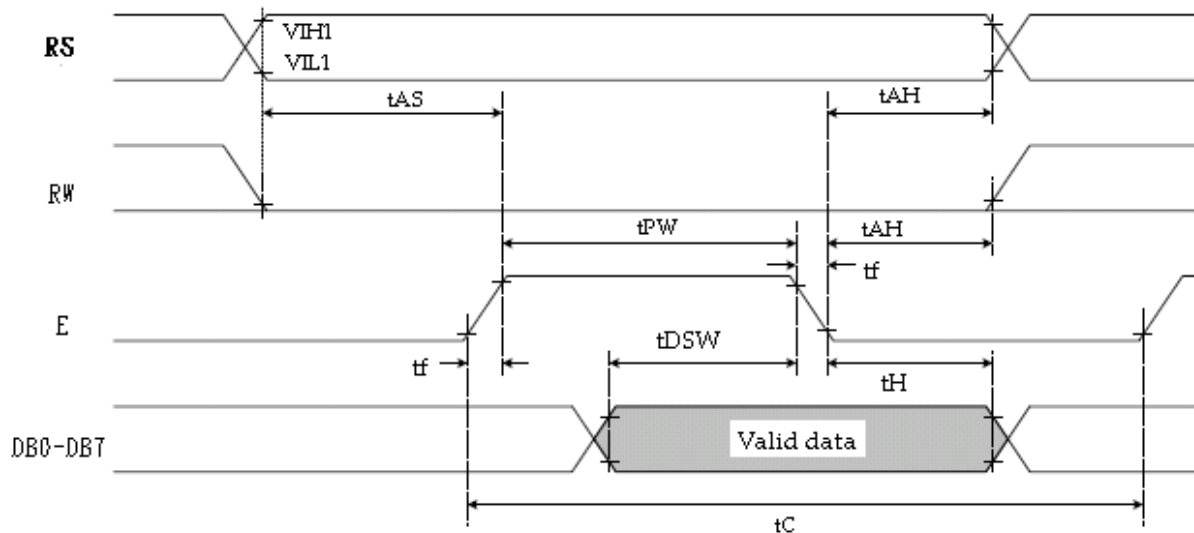 RS
VIH1
VIL1
tAS
tAH
RW
tPW
tAH
tf
E
tDSW
tf
tH
DB0-DB7
Valid data
tC